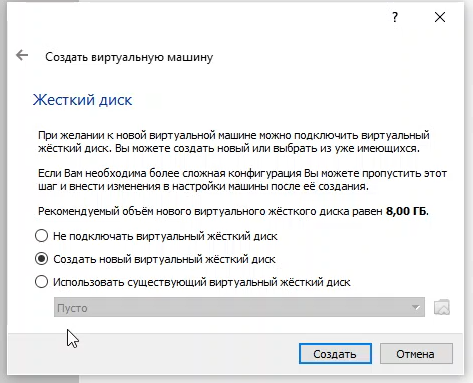 ?
Создать виртуальную машину
Жесткий диск
При желании к новой виртуальной машине можно подключить виртуальный
жёсткий диск. Вы можете создать новый или выбрать из уже имеющихся.
Если Вам необходима более сложная конфигурация Вы можете пропустить этот
шаг и внести изменения в настройки машины после её создания.
Рекомендуемый объём нового виртуального жёсткого диска равен 8,00 ГБ.
Не подключать виртуальный жёсткий диск
Создать новый виртуальный жёсткий диск
Использовать существующий виртуальный жёсткий диск
Пусто
Создать
Отмена